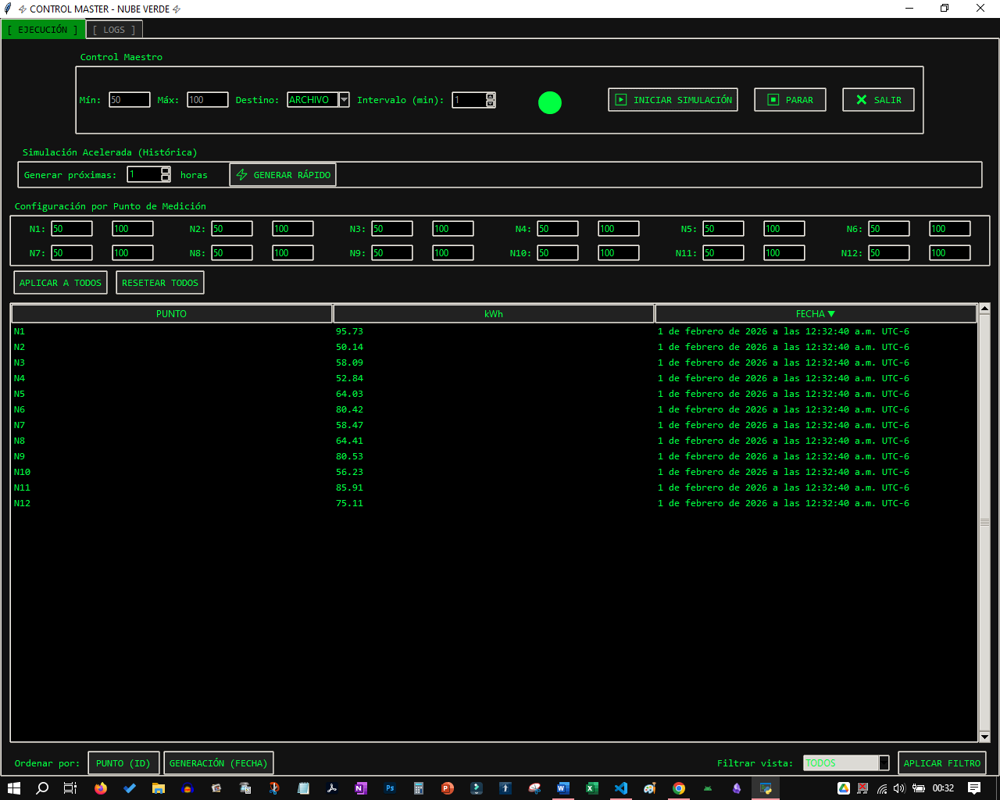 ⚡ CONTROL MASTER - NUBE VERDE ⚡
[ EJECUCIÓN ] [ LOGS ]
Control Maestro
Mín: 50 Máx: 100 Destino: ARCHIVO Intervalo (min): 1 INICIAR SIMULACIÓN PARAR SALIR
Simulación Acelerada (Histórica)
Generar próximas: 1 horas GENERAR RÁPIDO
Configuración por Punto de Medición
N1: 50 100 N2: 50 100 N3: 50 100 N4: 50 100 N5: 50 100 N6: 50 100
N7: 50 100 N8: 50 100 N9: 50 100 N10: 50 100 N11: 50 100 N12: 50 100
APLICAR A TODOS RESETEAR TODOS
PUNTO kWh FECHA ▼
N1 95.73 1 de febrero de 2026 a las 12:32:40 a.m. UTC-6
N2 50.14 1 de febrero de 2026 a las 12:32:40 a.m. UTC-6
N3 58.09 1 de febrero de 2026 a las 12:32:40 a.m. UTC-6
N4 52.84 1 de febrero de 2026 a las 12:32:40 a.m. UTC-6
N5 64.03 1 de febrero de 2026 a las 12:32:40 a.m. UTC-6
N6 80.42 1 de febrero de 2026 a las 12:32:40 a.m. UTC-6
N7 58.47 1 de febrero de 2026 a las 12:32:40 a.m. UTC-6
N8 64.41 1 de febrero de 2026 a las 12:32:40 a.m. UTC-6
N9 80.53 1 de febrero de 2026 a las 12:32:40 a.m. UTC-6
N10 56.23 1 de febrero de 2026 a las 12:32:40 a.m. UTC-6
N11 85.91 1 de febrero de 2026 a las 12:32:40 a.m. UTC-6
N12 75.11 1 de febrero de 2026 a las 12:32:40 a.m. UTC-6
Ordenar por: PUNTO (ID) GENERACIÓN (FECHA) Filtrar vista: TODOS APLICAR FILTRO
00:32